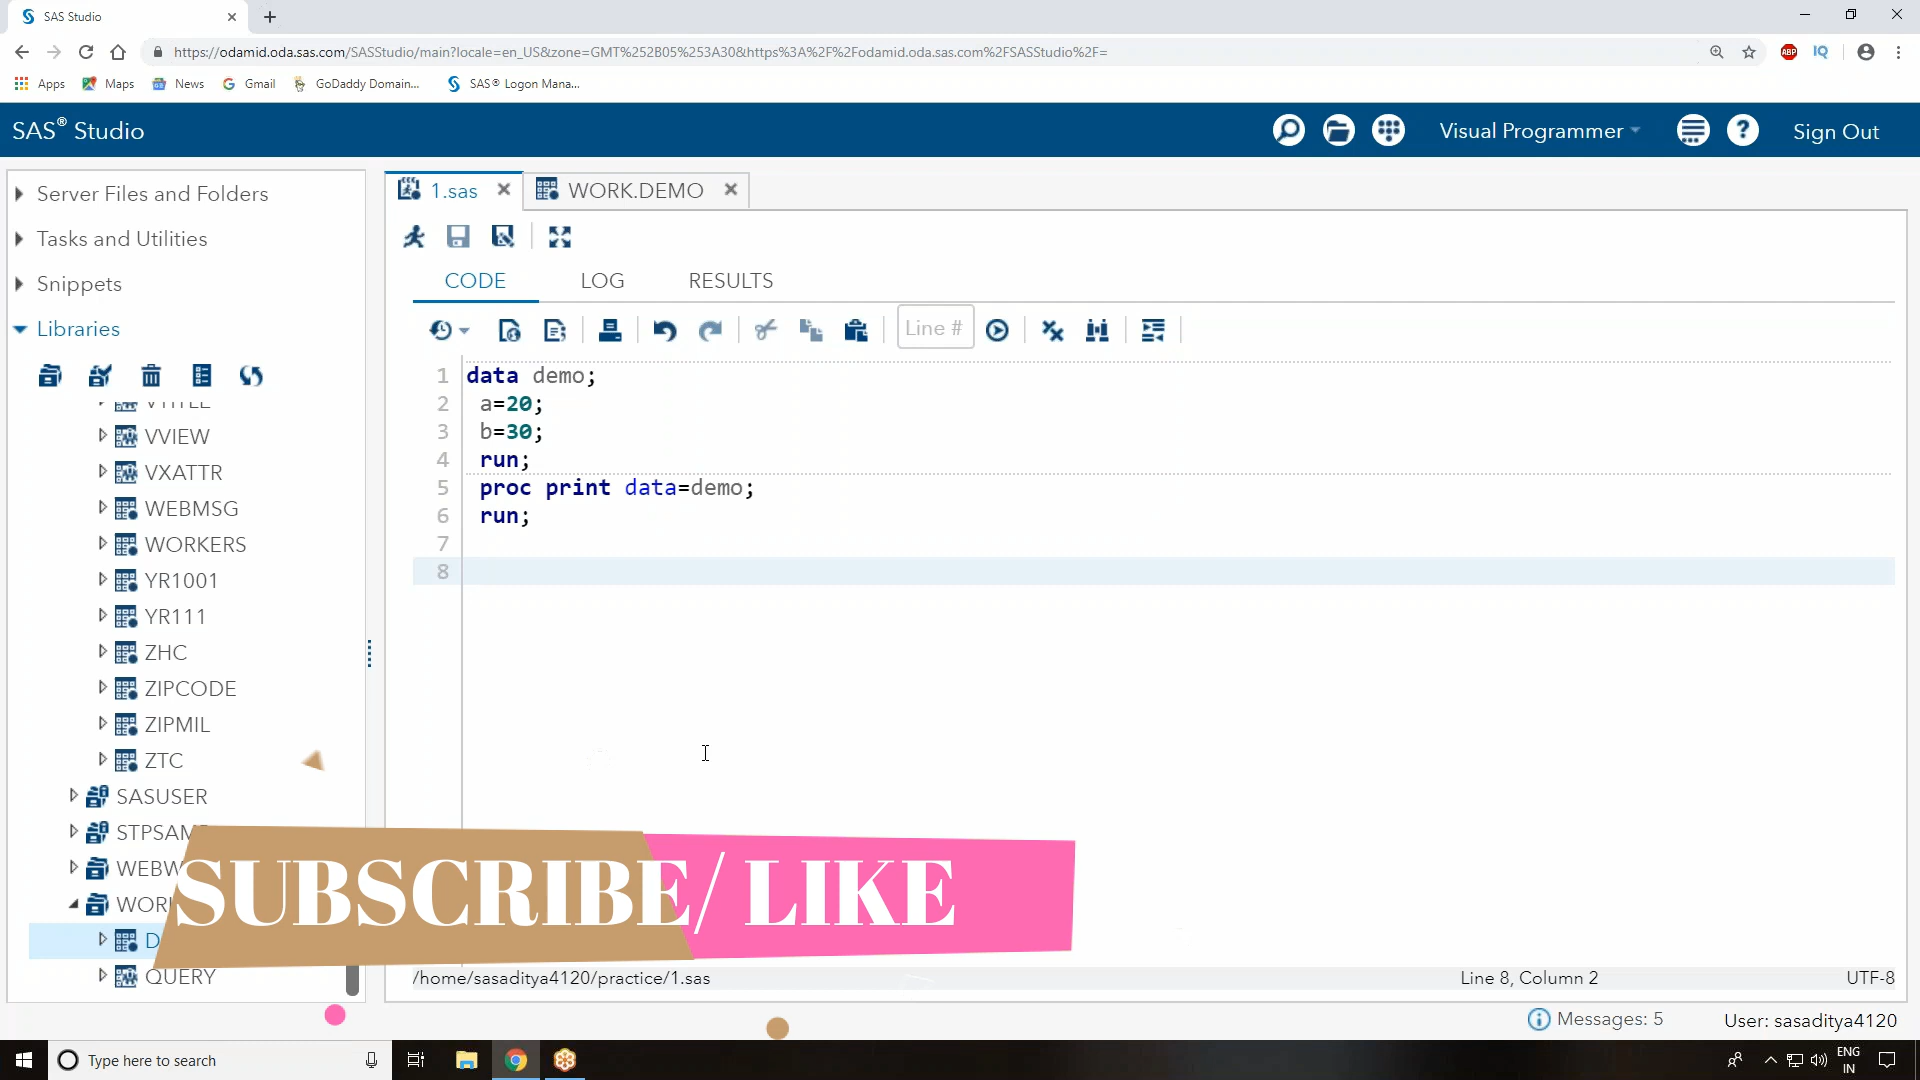 SAS Studio
https://odamid.oda.sas.com/SASStudio/main?locale=en_US&zone=GMT%252B05%253A30&https%3A%2F%2Fodamid.oda.sas.com%2FSASStudio%2F=
ABP
IQ
Apps
Maps
News
Gmail
GoDaddy Domain...
SAS® Logon Mana...
SAS® Studio
Visual Programmer
Sign Out
Server Files and Folders
Tasks and Utilities
Snippets
Libraries
VVIEW
VXATTR
WEBMSG
WORKERS
YR1001
YR111
ZHC
ZIPCODE
ZIPMIL
ZTC
SASUSER
QUERY
1.sas
WORK.DEMO
CODE
LOG
RESULTS
Line #
1 data demo;
2 a=20;
3 b=30;
4 run;
5 proc print data=demo;
6 run;
7
8
SUBSCRIBE/ LIKE
/home/sasaditya4120/practice/1.sas
Line 8, Column 2
UTF-8
Messages: 5
User: sasaditya4120
Type here to search
ENG
IN